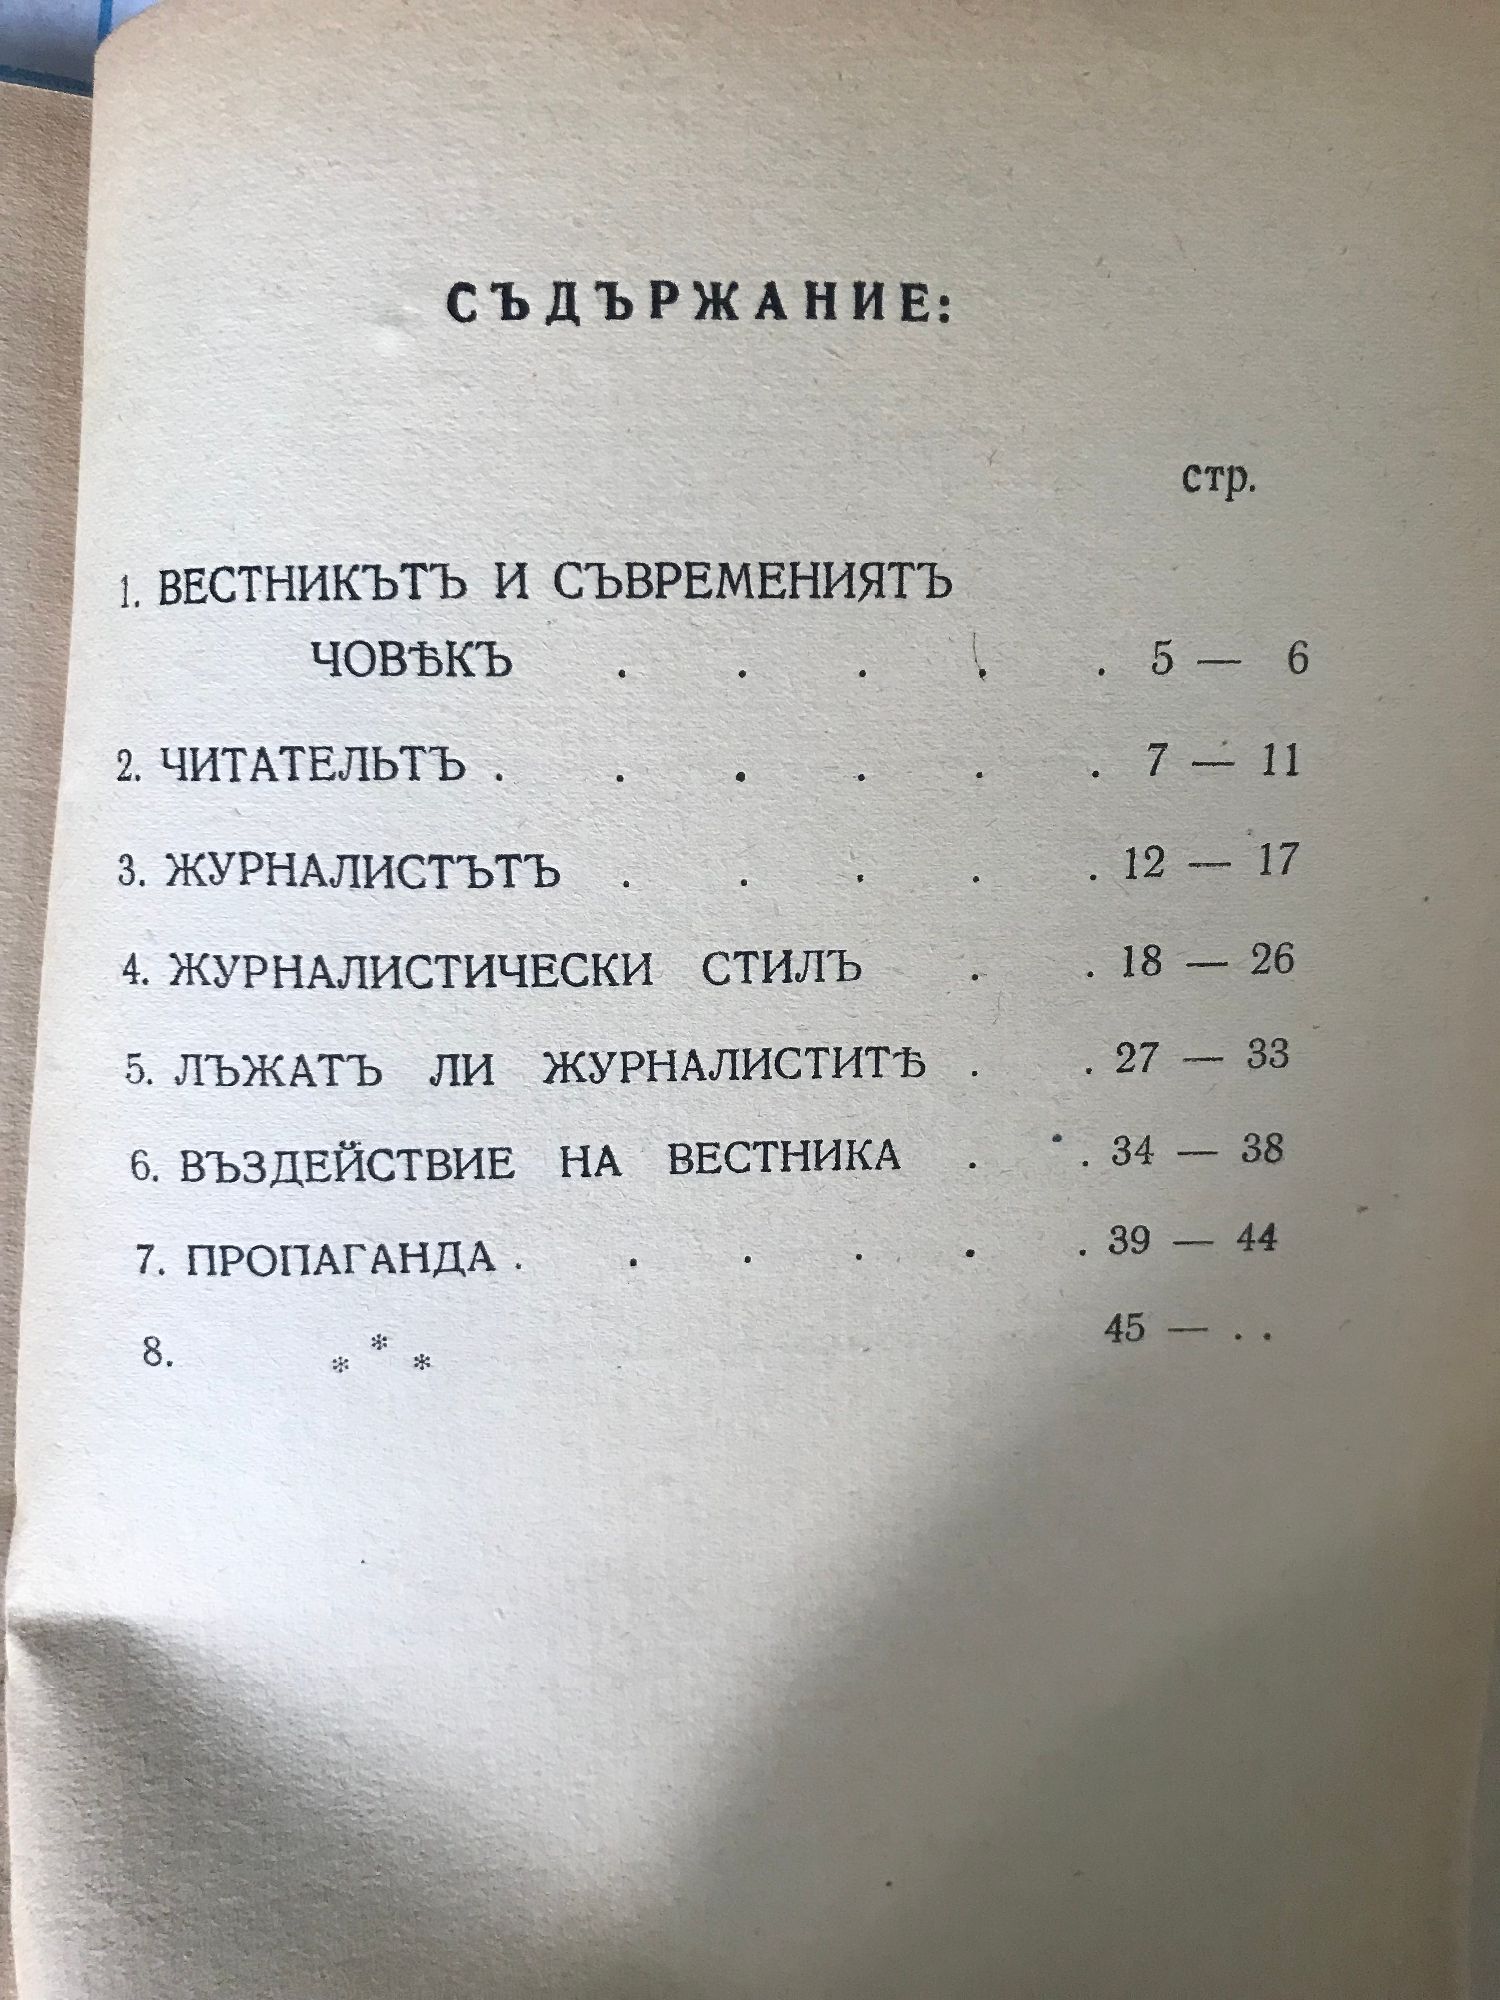 СЪДЪРЖАНИЕ:
стр.
1. ВЕСТНИКЪТЪ И СЪВРЕМЕНИЯТЪ
ЧОВѢКЪ . . . . . 5 — 6
2. ЧИТАТЕЛЬТЪ . . . . . . 7 — 11
3. ЖУРНАЛИСТЪТЪ . . . . . 12 — 17
4. ЖУРНАЛИСТИЧЕСКИ СТИЛЪ . . 18 — 26
5. ЛЪЖАТЪ ЛИ ЖУРНАЛИСТИТѢ . . 27 — 33
6. ВЪЗДЕЙСТВИЕ НА ВЕСТНИКА . . 34 — 38
7. ПРОПАГАНДА . . . . . . 39 — 44
8. * * * 45 — . .